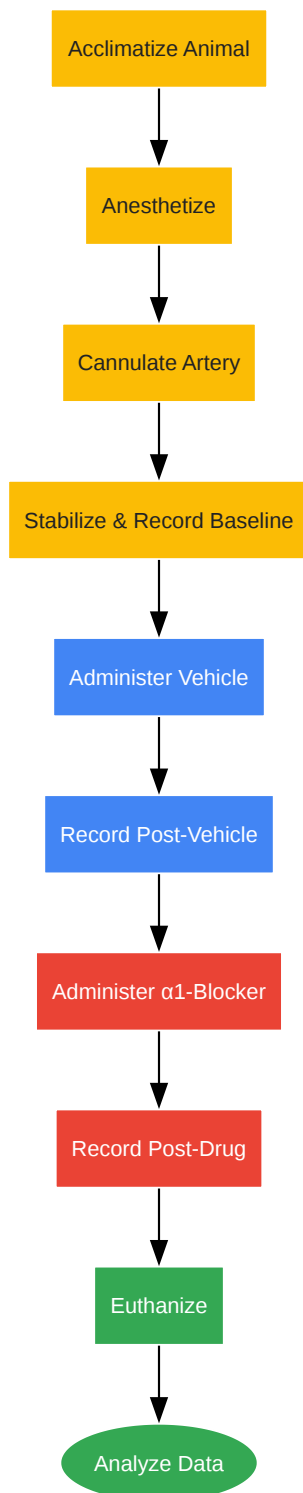 Acclimatize Animal
Anesthetize
Cannulate Artery
Stabilize & Record Baseline
Administer Vehicle
Record Post-Vehicle
Administer α1-Blocker
Record Post-Drug
Euthanize
Analyze Data